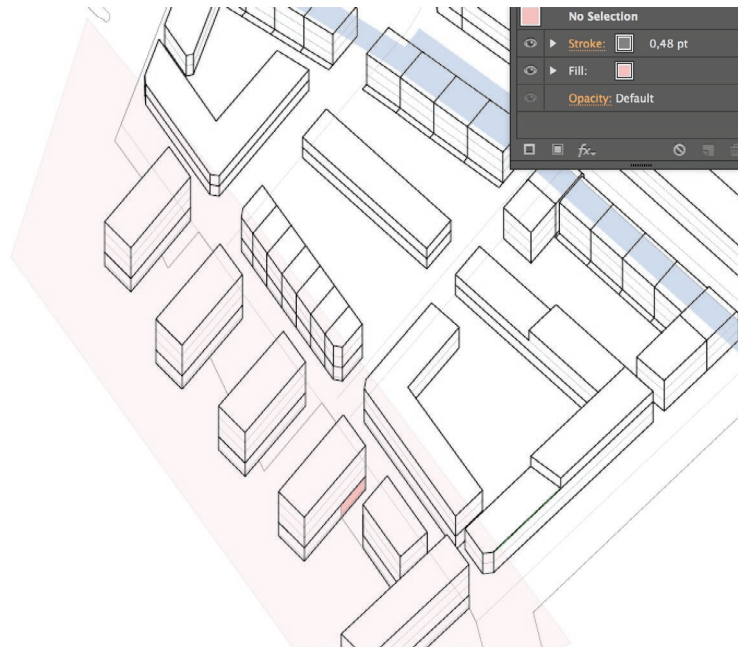 No Selection
Stroke: 0,48 pt
Fill:
Opacity: Default
fx